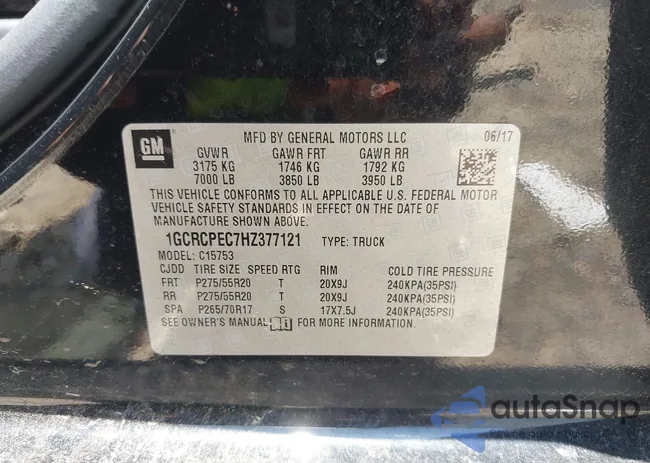 GM
MFD BY GENERAL MOTORS LLC 06/17
GVWR GAWR FRT GAWR RR
3175 KG 1746 KG 1792 KG
7000 LB 3850 LB 3950 LB
THIS VEHICLE CONFORMS TO ALL APPLICABLE U.S. FEDERAL MOTOR
VEHICLE SAFETY STANDARDS IN EFFECT ON THE DATE OF
MANUFACTURE SHOWN ABOVE.
1GCRCPEC7HZ377121 TYPE: TRUCK
MODEL: C15753
CJDD TIRE SIZE SPEED RTG RIM COLD TIRE PRESSURE
FRT P275/55R20 T 20X9J 240KPA(35PSI)
RR P275/55R20 T 20X9J 240KPA(35PSI)
SPA P265/70R17 S 17X7.5J 240KPA(35PSI)
SEE OWNER'S MANUAL FOR MORE INFORMATION.
autoSnap